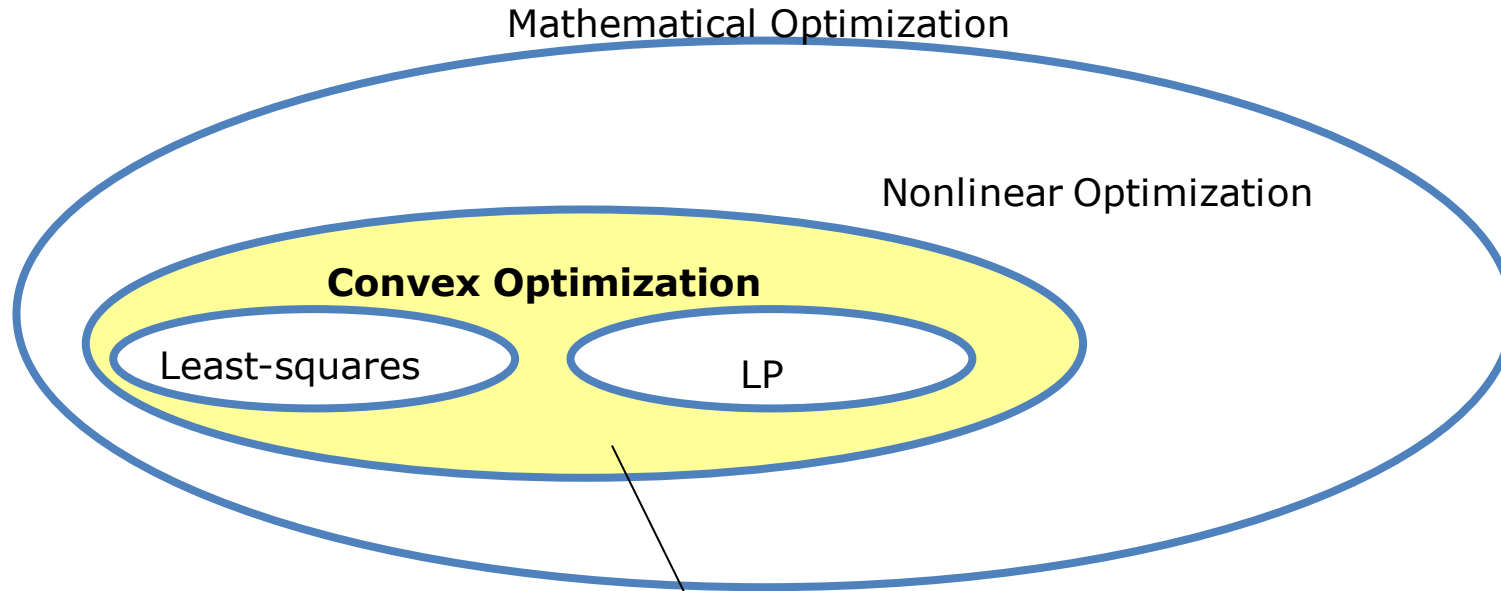 Mathematical Optimization
Nonlinear Optimization
Convex Optimization
Least-squares
LP